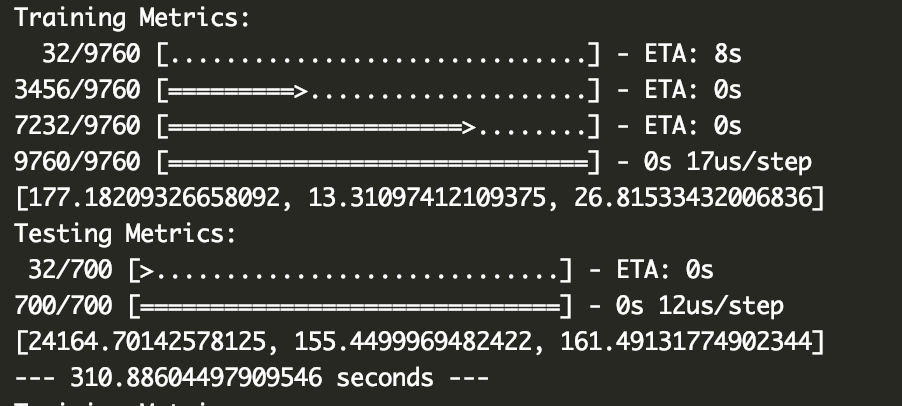 Training Metrics:
32/9760 [..............................] - ETA: 8s
3456/9760 [=========>.....................] - ETA: 0s
7232/9760 [=====================>........] - ETA: 0s
9760/9760 [==============================] - 0s 17us/step
[177.18209326658092, 13.31097412109375, 26.81533432006836]
Testing Metrics:
32/700 [>.............................] - ETA: 0s
700/700 [==============================] - 0s 12us/step
[24164.70142578125, 155.4499969482422, 161.49131774902344]
--- 310.88604497909546 seconds ---